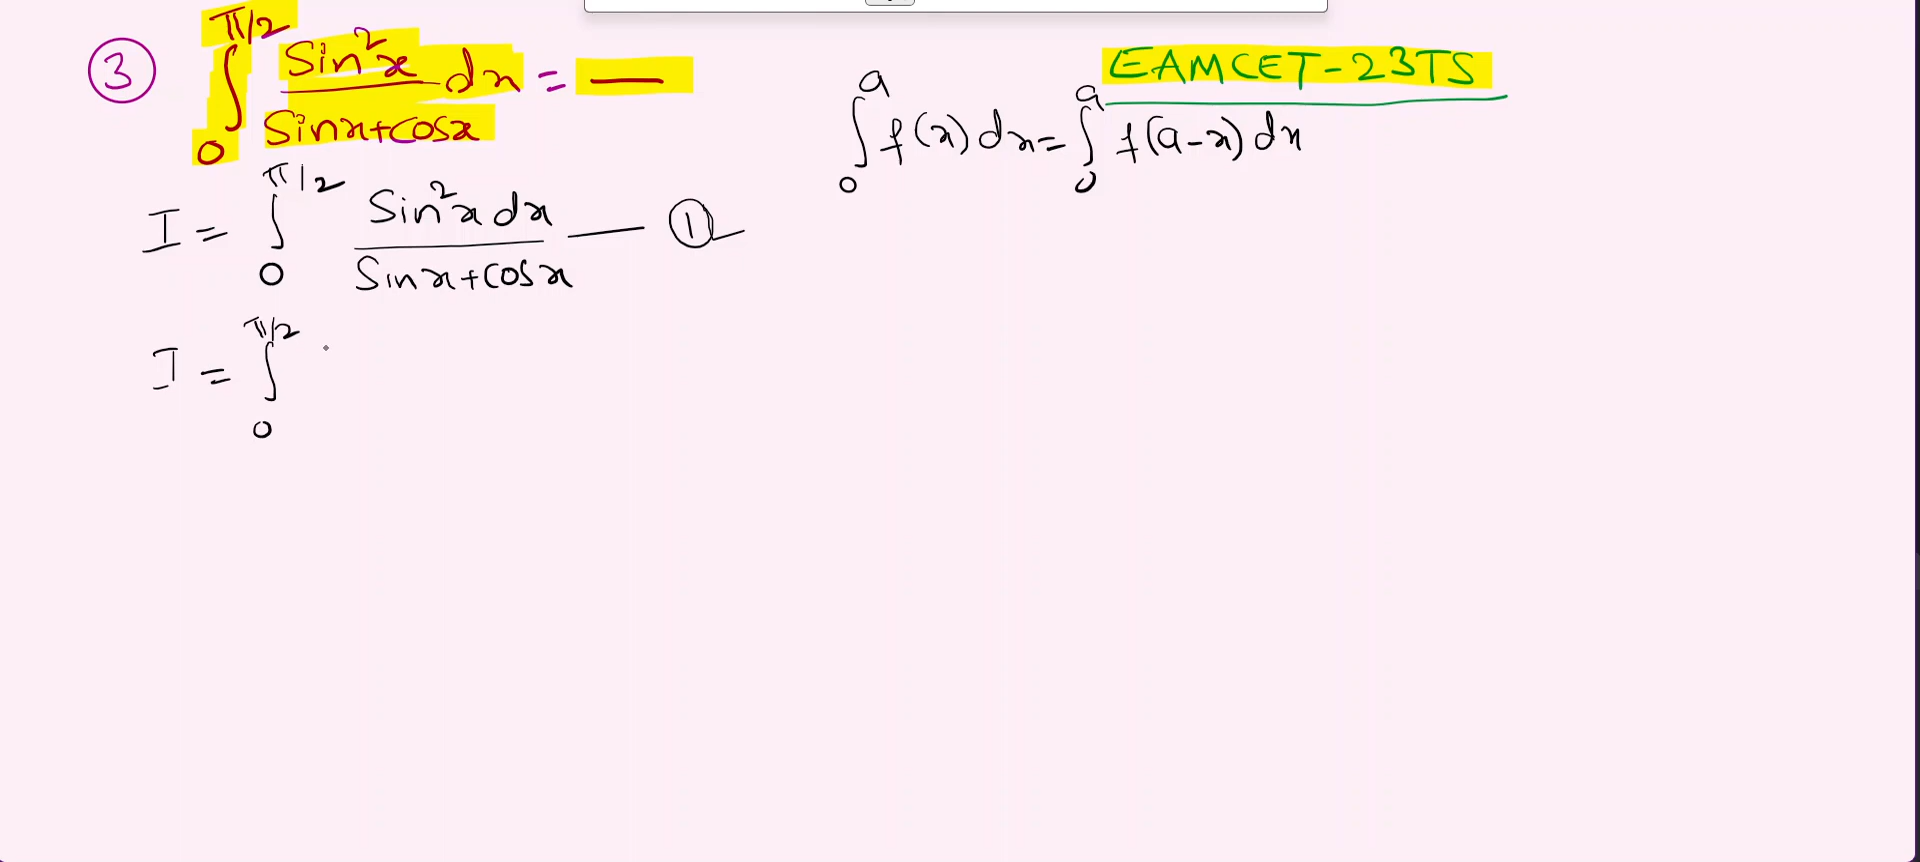 ③ ∫₀^(π/2) Sin²x / (Sinx+Cosx) dx = —
EAMCET-23TS
∫₀^a f(x) dx = ∫₀^a f(a-x) dx
I = ∫₀^(π/2) Sin²x dx / (Sinx+Cosx) — ①
I = ∫₀^(π/2)